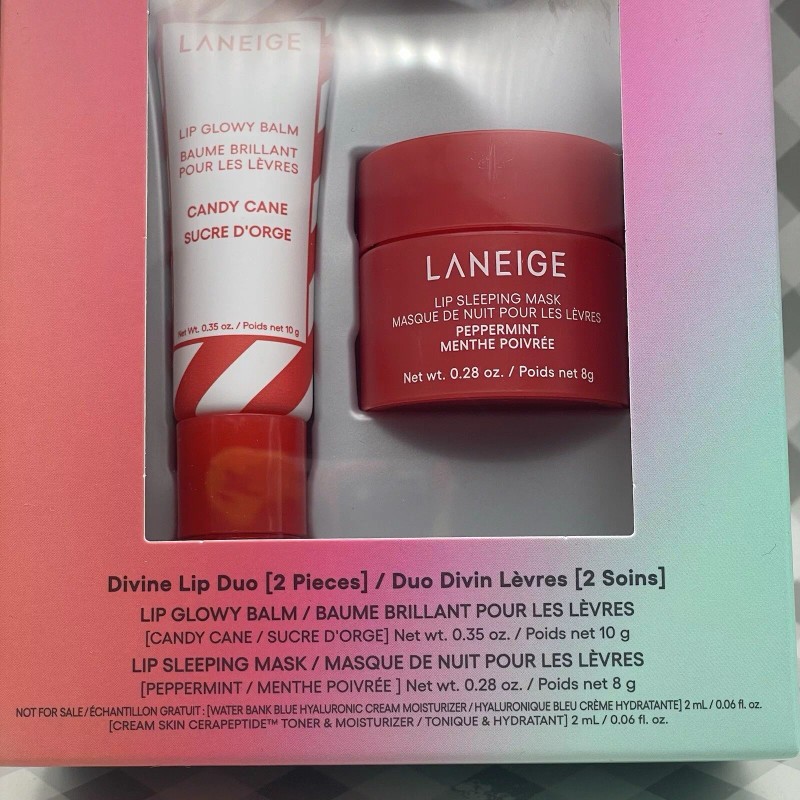 LANEIGE
LIP GLOWY BALM
BAUME BRILLANT
POUR LES LÈVRES
CANDY CANE
SUCRE D'ORGE
Net Wt. 0.35 oz. / Poids net 10 g
LANEIGE
LIP SLEEPING MASK
MASQUE DE NUIT POUR LES LÈVRES
PEPPERMINT
MENTHE POIVRÉE
Net wt. 0.28 oz. / Poids net 8g
Divine Lip Duo [2 Pieces] / Duo Divin Lèvres [2 Soins]
LIP GLOWY BALM / BAUME BRILLANT POUR LES LÈVRES
[CANDY CANE / SUCRE D'ORGE] Net wt. 0.35 oz. / Poids net 10 g
LIP SLEEPING MASK / MASQUE DE NUIT POUR LES LÈVRES
[PEPPERMINT / MENTHE POIVRÉE ] Net wt. 0.28 oz. / Poids net 8 g
NOT FOR SALE / ÉCHANTILLON GRATUIT : [WATER BANK BLUE HYALURONIC CREAM MOISTURIZER / HYALURONIQUE BLEU CRÈME HYDRATANTE] 2 mL / 0.06 fl. oz.
[CREAM SKIN CERAPEPTIDE™ TONER & MOISTURIZER / TONIQUE & HYDRATANT] 2 mL / 0.06 fl. oz.